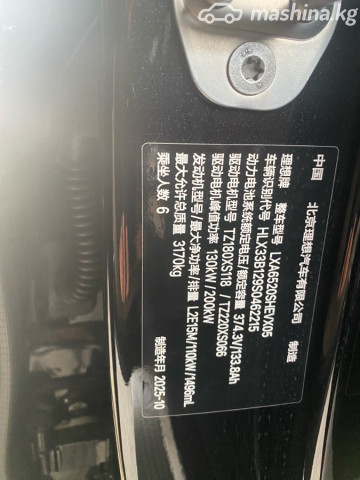 mashina.kg
中国 北京理想汽车有限公司 制造
理想牌 整车型号 LXA6520SHEVX05
车辆识别代号 HLX33B129S0462215
动力电池系统额定电压/额定容量 374.3V/133.8Ah
驱动电机型号 TZ180XS118 / TZ220XS066
驱动电机峰值功率 130kW / 200kW
发动机型号/最大净功率/排量 L2E15M/110kW/1496mL
最大允许总质量 3170kg
乘坐人数 6 制造年月 2025-10